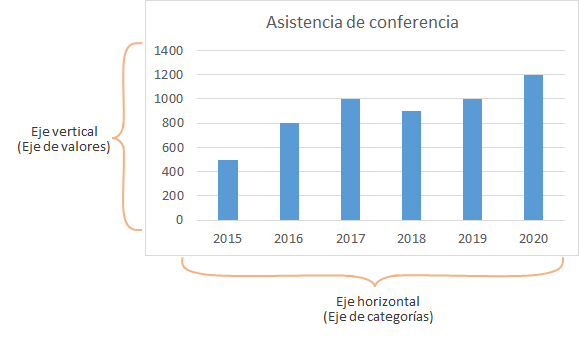 Asistencia de conferencia
1400
1200
1000
800
600
400
200
0
Eje vertical
(Eje de valores)
2015 2016 2017 2018 2019 2020
Eje horizontal
(Eje de categorías)